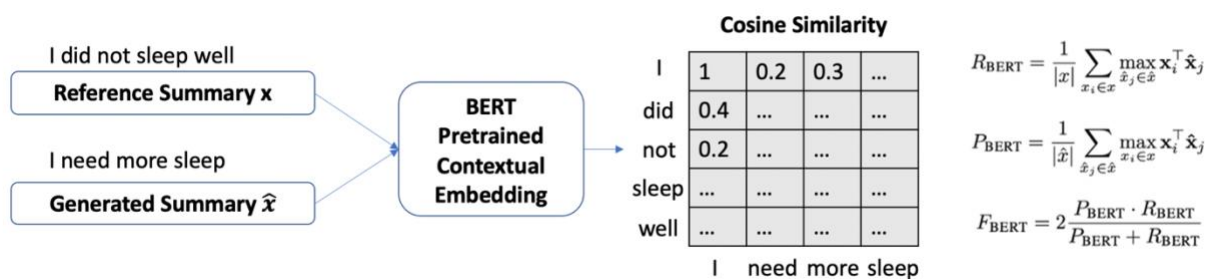 I did not sleep well
Reference Summary x
I need more sleep
Generated Summary x̂
BERT
Pretrained
Contextual
Embedding
Cosine Similarity
I 1 0.2 0.3 ...
did 0.4 ... ... ...
not 0.2 ... ... ...
sleep ... ... ... ...
well ... ... ... ...
I need more sleep
R_BERT = 1/|x| ∑_{x_i∈x} max_{x̂_j∈x̂} x_i^⊤ x̂_j
P_BERT = 1/|x̂| ∑_{x̂_j∈x̂} max_{x_i∈x} x_i^⊤ x̂_j
F_BERT = 2 P_BERT · R_BERT / P_BERT + R_BERT